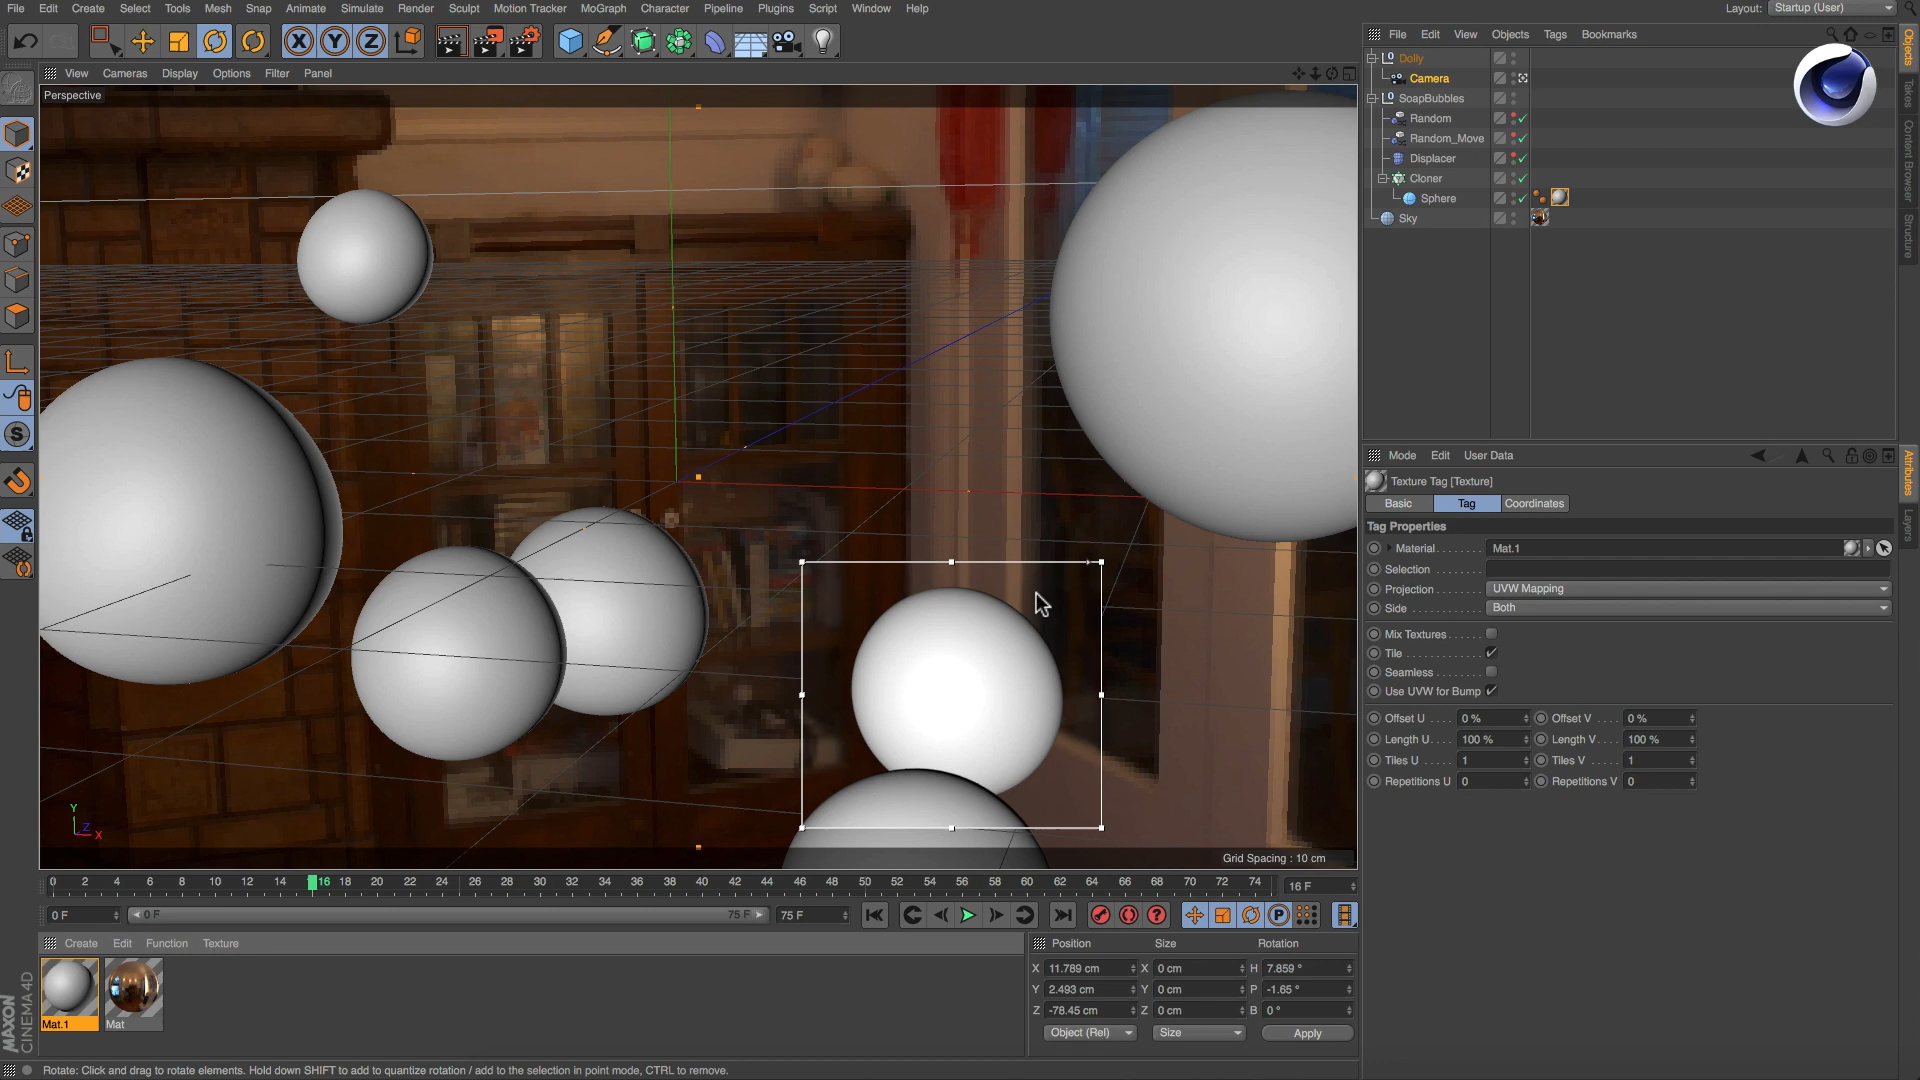 File Edit Create Select Tools Mesh Snap Animate Simulate Render Sculpt Motion Tracker MoGraph Character Pipeline Plugins Script Window Help
Layout: Startup (User)
View Cameras Display Options Filter Panel
Perspective
Grid Spacing : 10 cm
Y
Z
X
0 2 4 6 8 10 12 14 16 18 20 22 24 26 28 30 32 34 36 38 40 42 44 46 48 50 52 54 56 58 60 62 64 66 68 70 72 74
16 F
0 F
0 F
75 F
75 F
Create Edit Function Texture
Mat.1
Mat
MAXON
CINEMA 4D
Position Size Rotation
X 11.789 cm X 0 cm H 7.859 °
Y 2.493 cm Y 0 cm P -1.65 °
Z -78.45 cm Z 0 cm B 0 °
Object (Rel) Size Apply
Rotate: Click and drag to rotate elements. Hold down SHIFT to add to quantize rotation / add to the selection in point mode, CTRL to remove.
File Edit View Objects Tags Bookmarks
Dolly
Camera
SoapBubbles
Random
Random_Move
Displacer
Cloner
Sphere
Sky
Objects
Takes
Content Browser
Structure
Mode Edit User Data
Texture Tag [Texture]
Basic Tag Coordinates
Tag Properties
Material . . . . . . . Mat.1
Selection . . . . . . .
Projection . . . . . . UVW Mapping
Side . . . . . . . . . . Both
Mix Textures . . . . .
Tile . . . . . . . . . . . .
Seamless . . . . . . .
Use UVW for Bump
Offset U . . . . 0 % Offset V . . . . 0 %
Length U . . . . 100 % Length V . . . . 100 %
Tiles U . . . . . 1 Tiles V . . . . . 1
Repetitions U 0 Repetitions V 0
Attributes
Layers